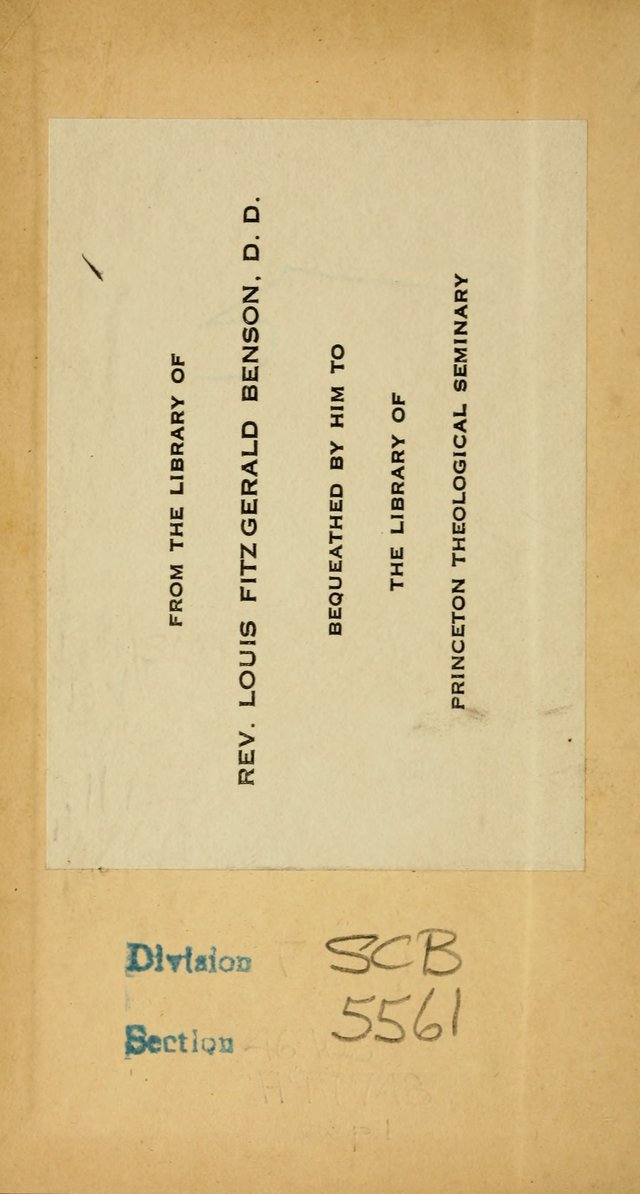 FROM THE LIBRARY OF
REV. LOUIS FITZGERALD BENSON, D. D.
BEQUEATHED BY HIM TO
THE LIBRARY OF
PRINCETON THEOLOGICAL SEMINARY
Division SCB
Section 5561